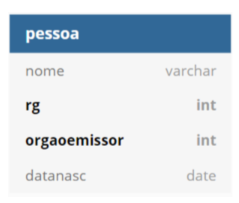 pessoa
nome varchar
rg int
orgaoemissor int
datanasc date